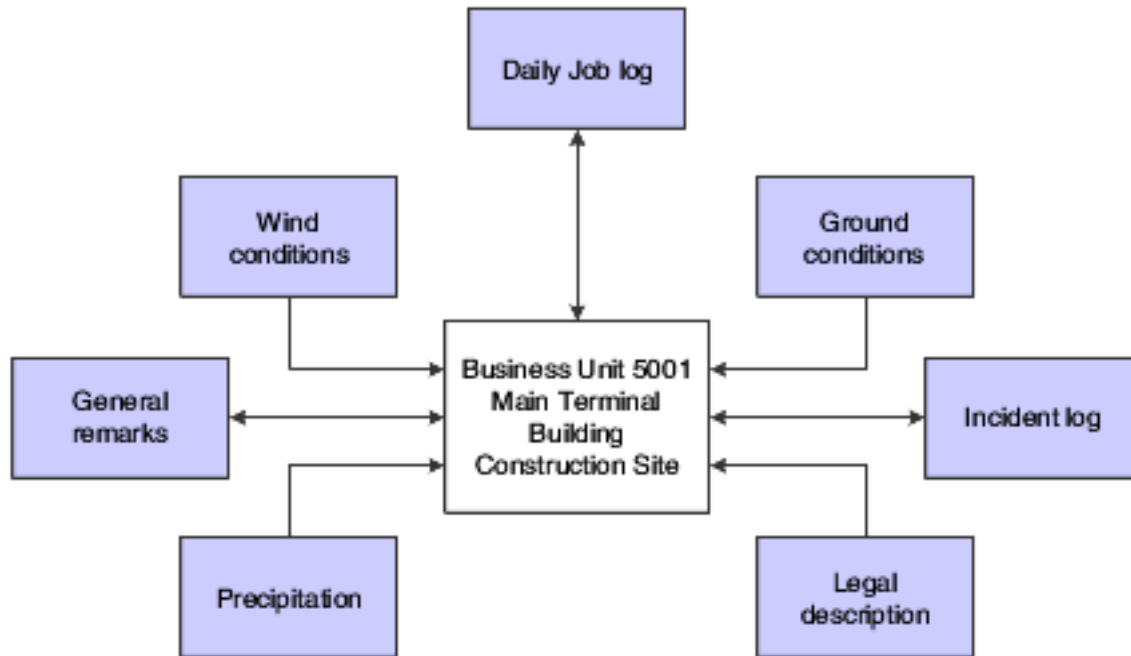 Daily Job log
Wind
conditions
Ground
conditions
General
remarks
Business Unit 5001
Main Terminal
Building
Construction Site
Incident log
Precipitation
Legal
description